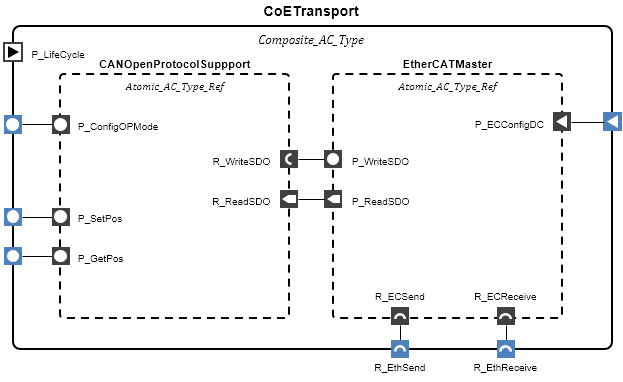 CoETransport
Composite_AC_Type
P_LifeCycle
CANOpenProtocolSuppport
EtherCATMaster
Atomic_AC_Type_Ref
Atomic_AC_Type_Ref
P_ConfigOPMode
P_ECConfigDC
R_WriteSDO
P_WriteSDO
R_ReadSDO
P_ReadSDO
P_SetPos
P_GetPos
R_ECSend
R_ECReceive
R_EthSend
R_EthReceive